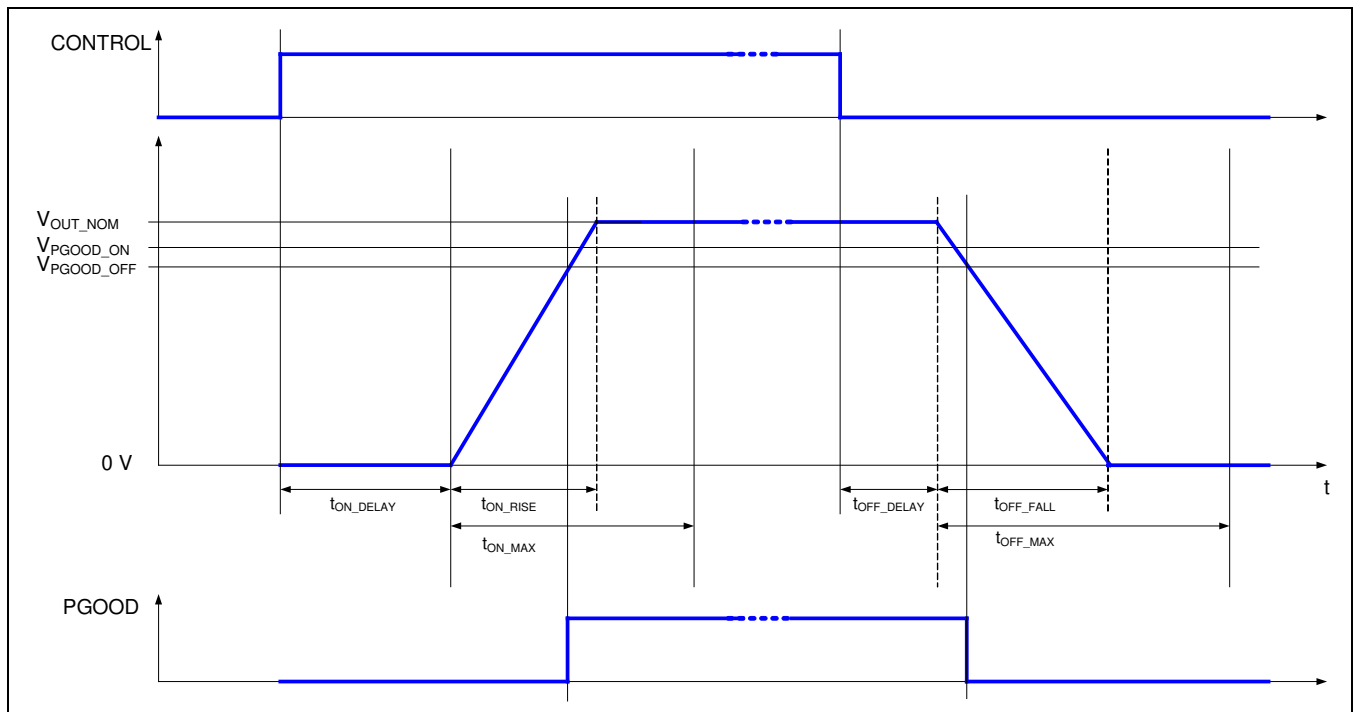 CONTROL
VOUT_NOM
VPGOOD_ON
VPGOOD_OFF
0 V
t
tON_DELAY
tON_RISE
tOFF_DELAY
tOFF_FALL
tON_MAX
tOFF_MAX
PGOOD